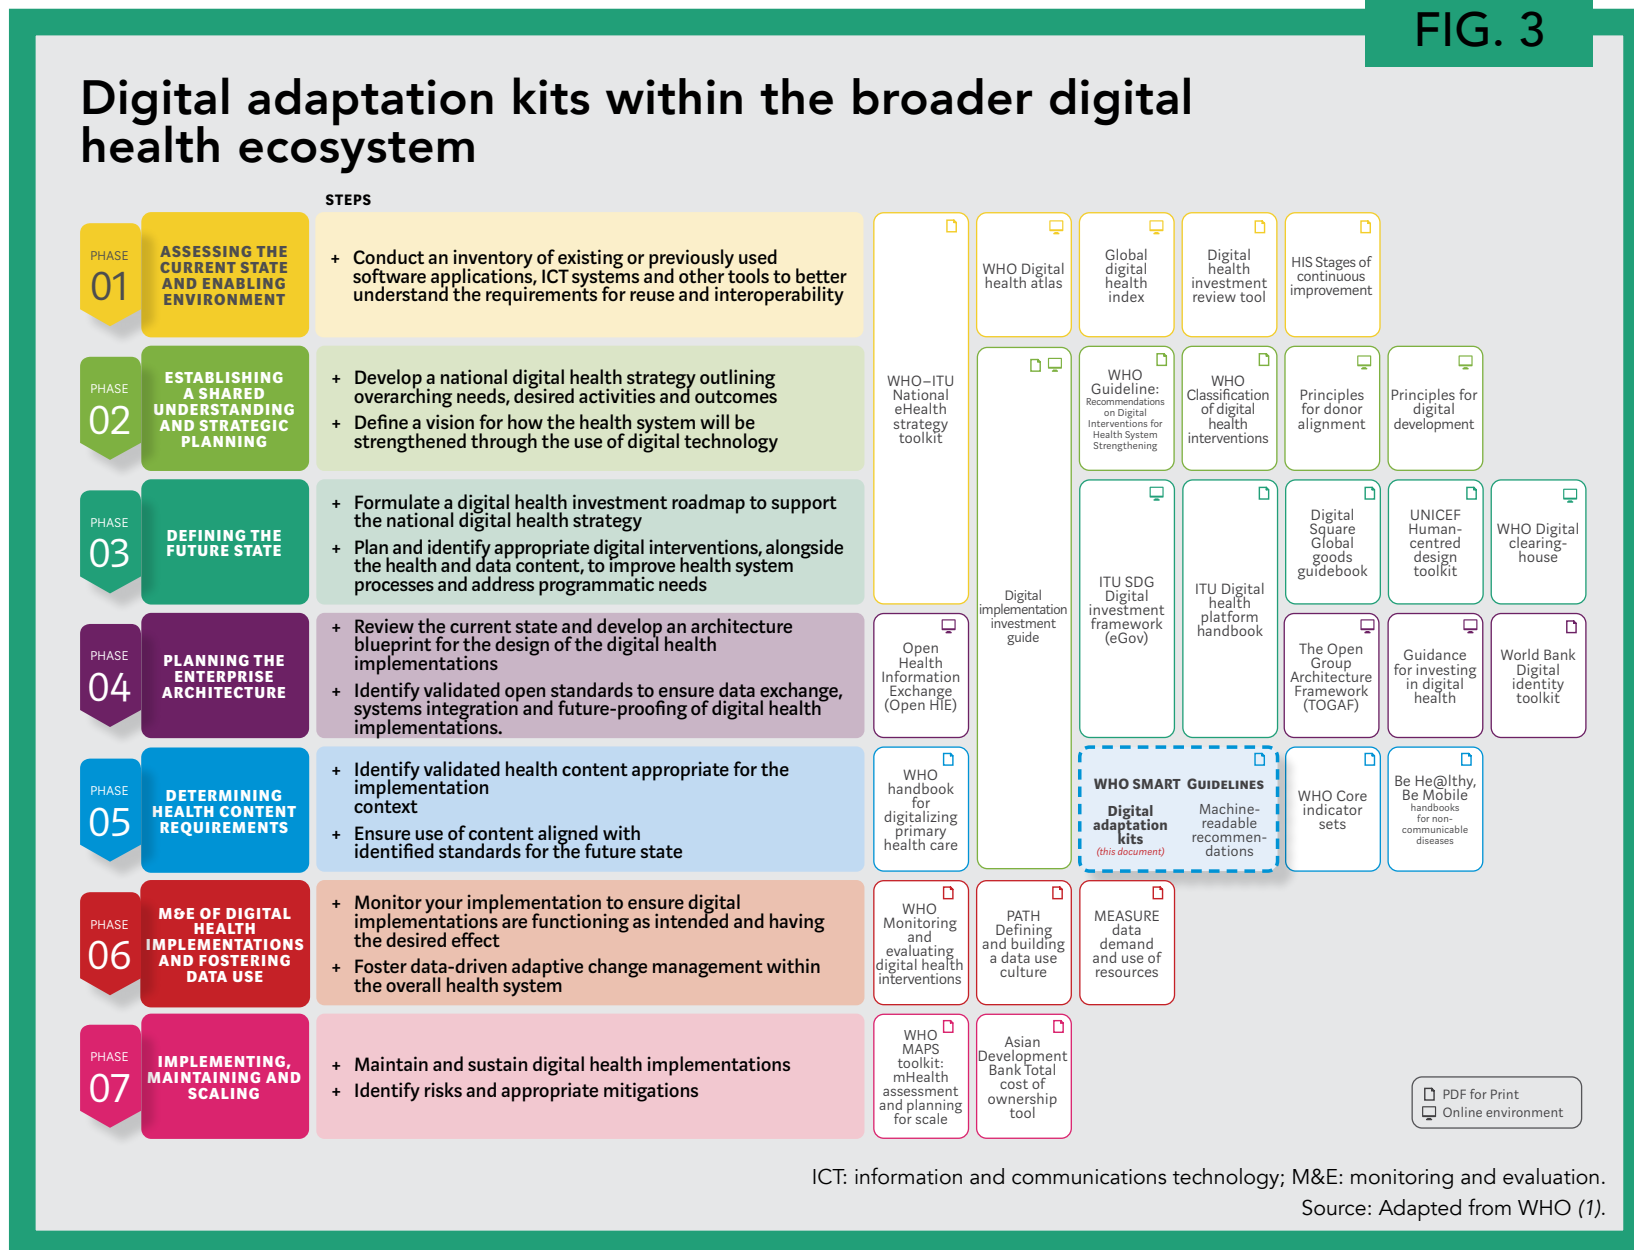 FIG. 3
Digital adaptation kits within the broader digital
health ecosystem
STEPS
PHASE
01
ASSESSING THE
CURRENT STATE
AND ENABLING
ENVIRONMENT
+ Conduct an inventory of existing or previously used
software applications, ICT systems and other tools to better
understand the requirements for reuse and interoperability
WHO–ITU
National
eHealth
strategy
toolkit
WHO Digital
health atlas
Global
digital
health
index
Digital
health
investment
review tool
HIS Stages of
continuous
improvement
PHASE
02
ESTABLISHING
A SHARED
UNDERSTANDING
AND STRATEGIC
PLANNING
+ Develop a national digital health strategy outlining
overarching needs, desired activities and outcomes
+ Define a vision for how the health system will be
strengthened through the use of digital technology
Digital
implementation
investment
guide
WHO
Guideline:
Recommendations
on Digital
Interventions for
Health System
Strengthening
WHO
Classification
of digital
health
interventions
Principles
for donor
alignment
Principles for
digital
development
PHASE
03
DEFINING THE
FUTURE STATE
+ Formulate a digital health investment roadmap to support
the national digital health strategy
+ Plan and identify appropriate digital interventions, alongside
the health and data content, to improve health system
processes and address programmatic needs
ITU SDG
Digital
investment
framework
(eGov)
ITU Digital
health
platform
handbook
Digital
Square
Global
goods
guidebook
UNICEF
Human-
centred
design
toolkit
WHO Digital
clearing-
house
PHASE
04
PLANNING THE
ENTERPRISE
ARCHITECTURE
+ Review the current state and develop an architecture
blueprint for the design of the digital health
implementations
+ Identify validated open standards to ensure data exchange,
systems integration and future-proofing of digital health
implementations.
Open
Health
Information
Exchange
(Open HIE)
The Open
Group
Architecture
Framework
(TOGAF)
Guidance
for investing
in digital
health
World Bank
Digital
identity
toolkit
PHASE
05
DETERMINING
HEALTH CONTENT
REQUIREMENTS
+ Identify validated health content appropriate for the
implementation
context
+ Ensure use of content aligned with
identified standards for the future state
WHO
handbook
for
digitalizing
primary
health care
WHO SMART GUIDELINES
Digital
adaptation
kits
(this document)
Machine-
readable
recommen-
dations
WHO Core
indicator
sets
Be He@lthy,
Be Mobile
handbooks
for non-
communicable
diseases
PHASE
06
M&E OF DIGITAL
HEALTH
IMPLEMENTATIONS
AND FOSTERING
DATA USE
+ Monitor your implementation to ensure digital
implementations are functioning as intended and having
the desired effect
+ Foster data-driven adaptive change management within
the overall health system
WHO
Monitoring
and
evaluating
digital health
interventions
PATH
Defining
and building
a data use
culture
MEASURE
data
demand
and use of
resources
PHASE
07
IMPLEMENTING,
MAINTAINING AND
SCALING
+ Maintain and sustain digital health implementations
+ Identify risks and appropriate mitigations
WHO
MAPS
toolkit:
mHealth
assessment
and planning
for scale
Asian
Development
Bank Total
cost of
ownership
tool
PDF for Print
Online environment
ICT: information and communications technology; M&E: monitoring and evaluation.
Source: Adapted from WHO (1).